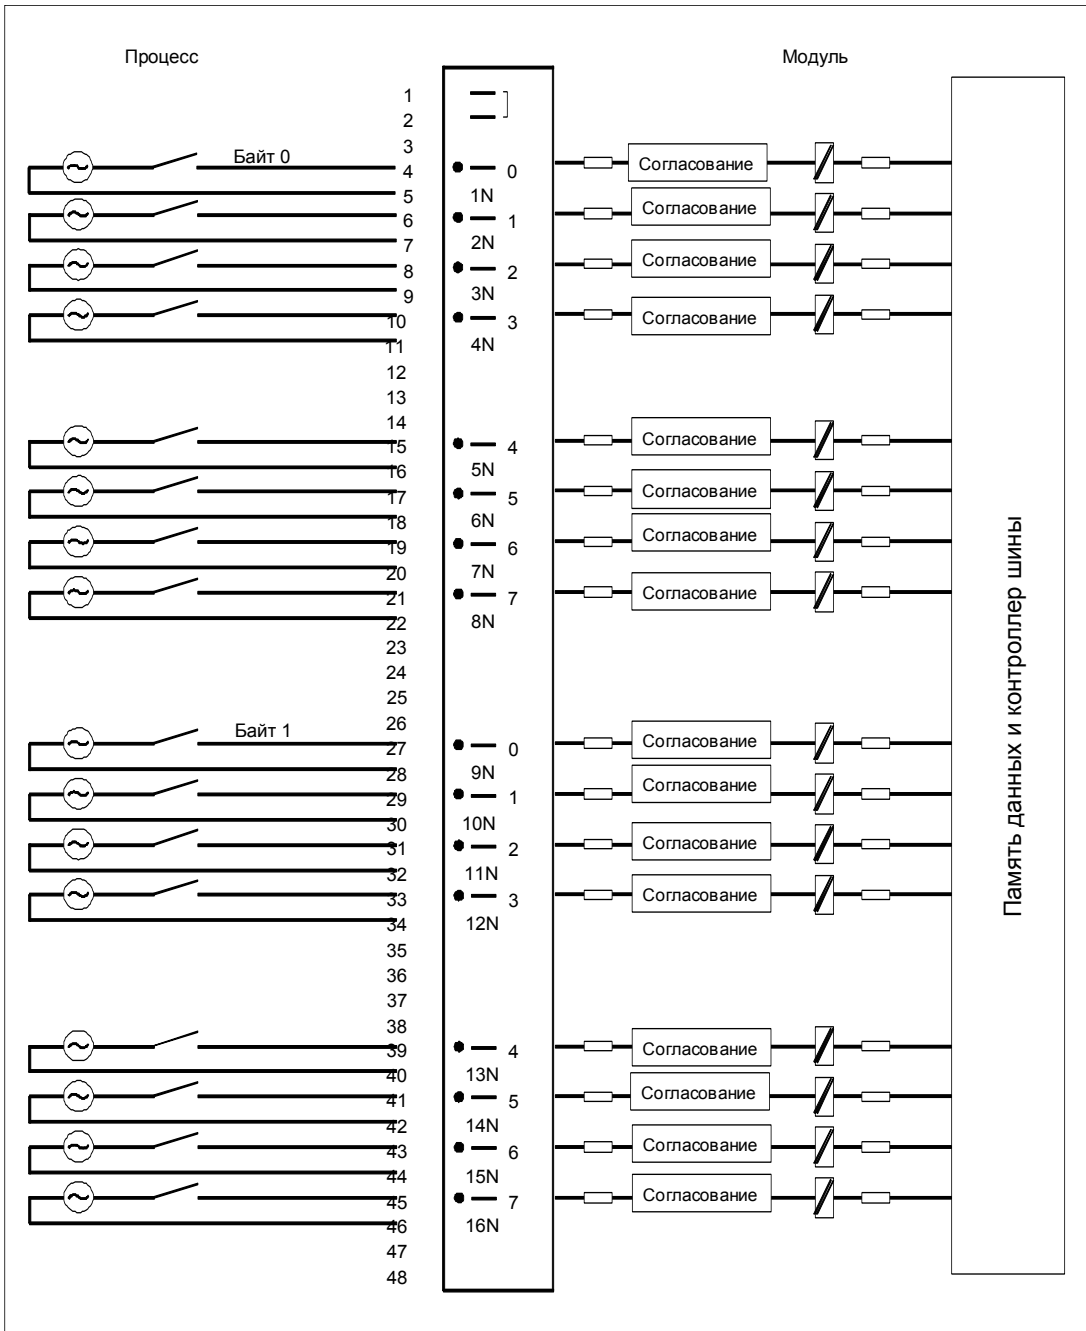 Процесс Модуль
1
2
3
Байт 0
4 0 Согласование
5 1N
6 1 Согласование
7 2N
8 2 Согласование
9 3N
10 3 Согласование
11 4N
12
13
14
15 4 Согласование
16 5N
17 5 Согласование
18 6N
19 6 Согласование
20 7N
21 7 Согласование
22 8N
23
24
25
26
Байт 1
27 0 Согласование
28 9N
29 1 Согласование
30 10N
31 2 Согласование
32 11N
33 3 Согласование
34 12N
35
36
37
38
39 4 Согласование
40 13N
41 5 Согласование
42 14N
43 6 Согласование
44 15N
45 7 Согласование
46 16N
47
48
Память данных и контроллер шины